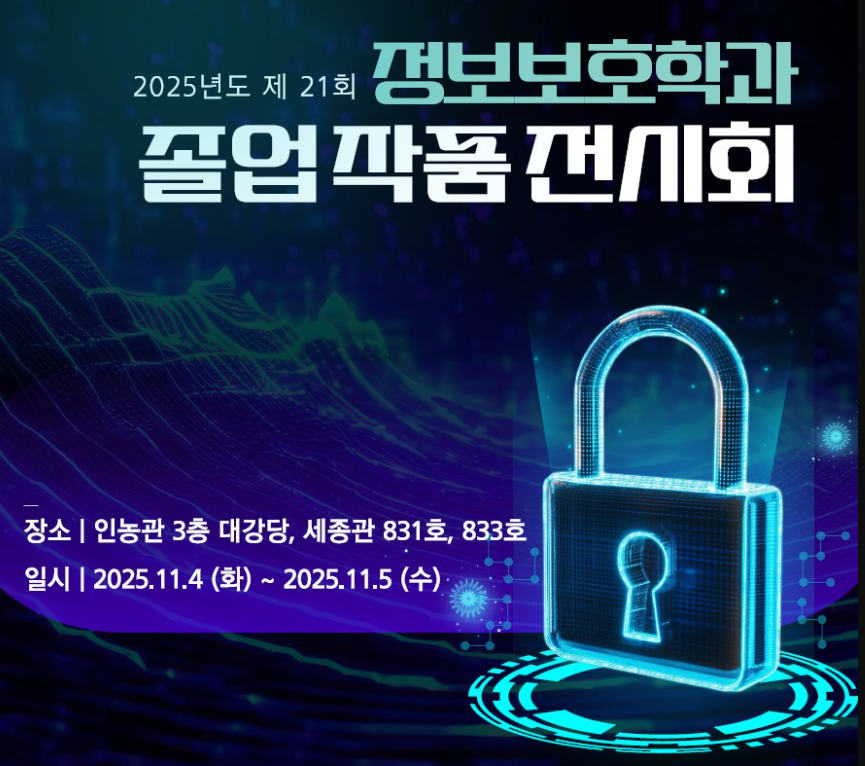 2025년도 제 21회 정보보호학과
졸업 작품 전시회
장소 | 인농관 3층 대강당, 세종관 831호, 833호
일시 | 2025.11.4 (화) ~ 2025.11.5 (수)